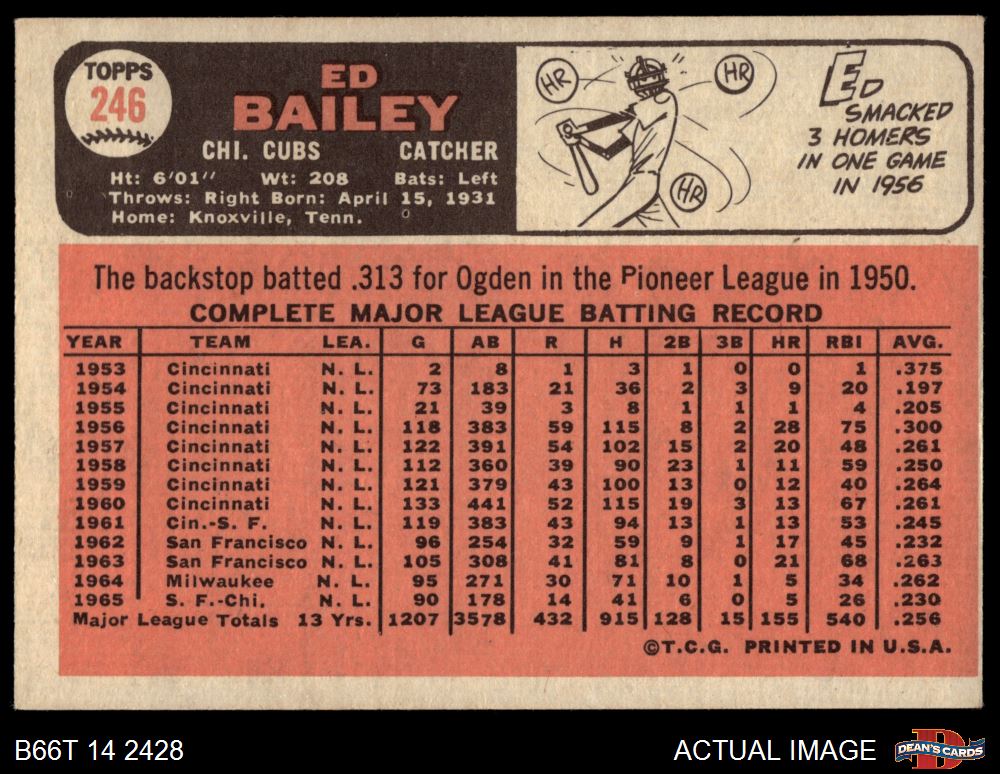 TOPPS
246
ED
BAILEY
CHI. CUBS CATCHER
Ht: 6'01" Wt: 208 Bats: Left
Throws: Right Born: April 15, 1931
Home: Knoxville, Tenn.
HR HR
HR
ED
SMACKED
3 HOMERS
IN ONE GAME
IN 1956
The backstop batted .313 for Ogden in the Pioneer League in 1950.
COMPLETE MAJOR LEAGUE BATTING RECORD
YEAR TEAM LEA. G AB R H 2B 3B HR RBI AVG.
1953 Cincinnati N. L. 2 8 1 3 1 0 0 1 .375
1954 Cincinnati N. L. 73 183 21 36 2 3 9 20 .197
1955 Cincinnati N. L. 21 39 3 8 1 1 1 4 .205
1956 Cincinnati N. L. 118 383 59 115 8 2 28 75 .300
1957 Cincinnati N. L. 122 391 54 102 15 2 20 48 .261
1958 Cincinnati N. L. 112 360 39 90 23 1 11 59 .250
1959 Cincinnati N. L. 121 379 43 100 13 0 12 40 .264
1960 Cincinnati N. L. 133 441 52 115 19 3 13 67 .261
1961 Cin.-S. F. N. L. 119 383 43 94 13 1 13 53 .245
1962 San Francisco N. L. 96 254 32 59 9 1 17 45 .232
1963 San Francisco N. L. 105 308 41 81 8 0 21 68 .263
1964 Milwaukee N. L. 95 271 30 71 10 1 5 34 .262
1965 S. F.-Chi. N. L. 90 178 14 41 6 0 5 26 .230
Major League Totals 13 Yrs. 1207 3578 432 915 128 15 155 540 .256
©T.C.G. PRINTED IN U.S.A.
B66T 14 2428 ACTUAL IMAGE DEAN'S CARDS